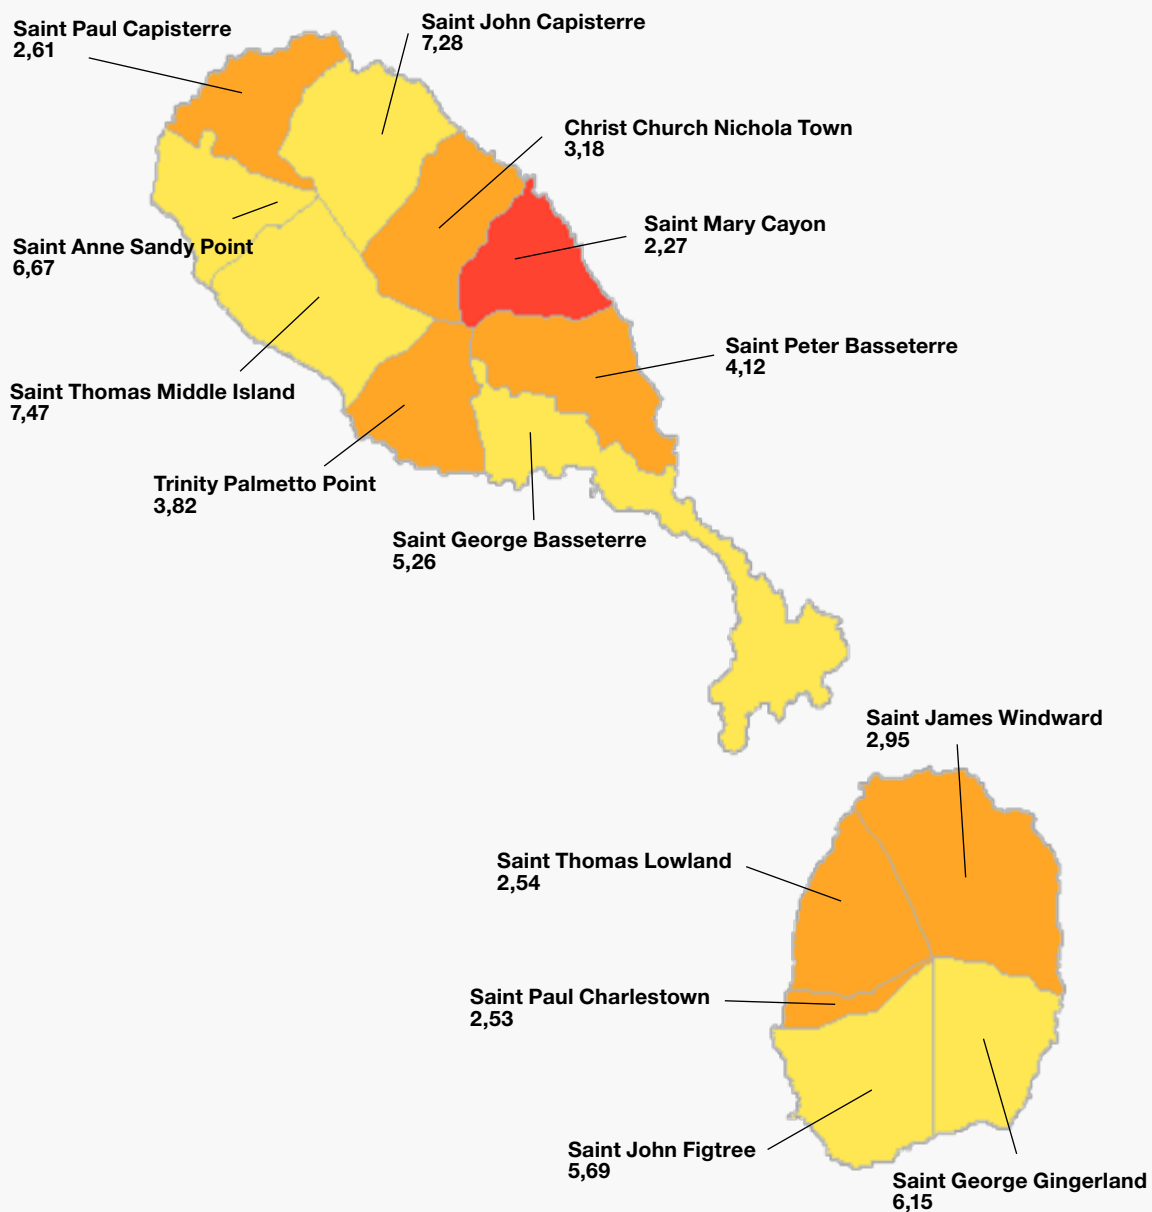 Saint Paul Capisterre
2,61
Saint John Capisterre
7,28
Christ Church Nichola Town
3,18
Saint Mary Cayon
2,27
Saint Anne Sandy Point
6,67
Saint Peter Basseterre
4,12
Saint Thomas Middle Island
7,47
Trinity Palmetto Point
3,82
Saint George Basseterre
5,26
Saint James Windward
2,95
Saint Thomas Lowland
2,54
Saint Paul Charlestown
2,53
Saint John Figtree
5,69
Saint George Gingerland
6,15